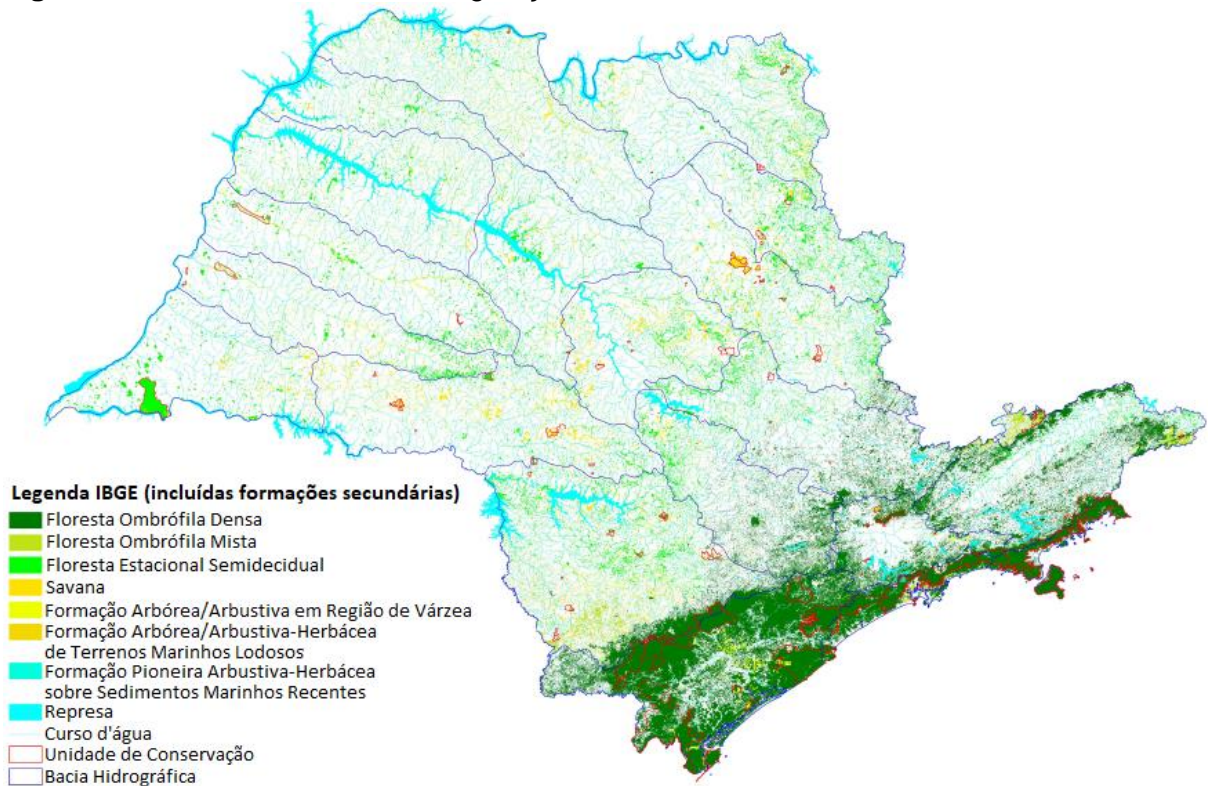 Legenda IBGE (incluídas formações secundárias)
Floresta Ombrófila Densa
Floresta Ombrófila Mista
Floresta Estacional Semidecidual
Savana
Formação Arbórea/Arbustiva em Região de Várzea
Formação Arbórea/Arbustiva-Herbácea
de Terrenos Marinhos Lodosos
Formação Pioneira Arbustiva-Herbácea
sobre Sedimentos Marinhos Recentes
Represa
Curso d'água
Unidade de Conservação
Bacia Hidrográfica